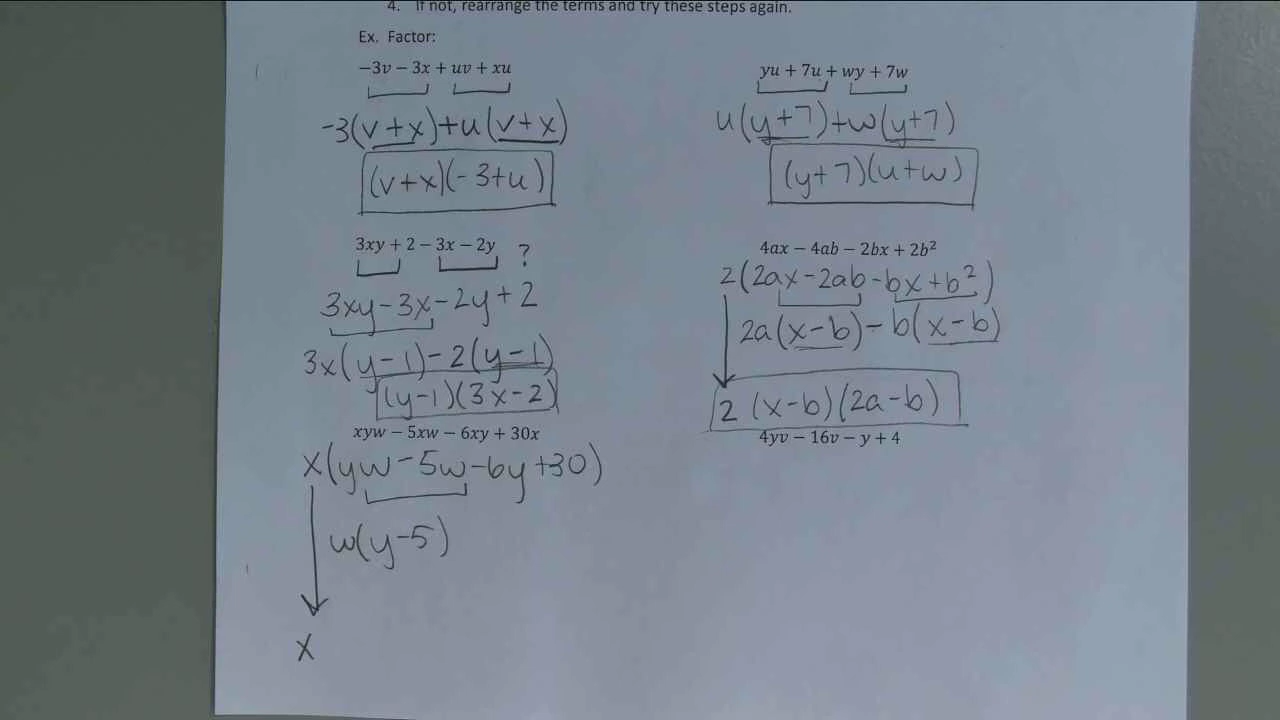 4. If not, rearrange the terms and try these steps again.
Ex. Factor:
−3v − 3x + uv + xu
-3(v+x)+u(v+x)
(v+x)(-3+u)
yu + 7u + wy + 7w
u(y+7)+w(y+7)
(y+7)(u+w)
3xy + 2 − 3x − 2y ?
3xy-3x-2y+2
3x(y-1)-2(y-1)
(y-1)(3x-2)
4ax − 4ab − 2bx + 2b²
2(2ax-2ab-bx+b²)
2a(x-b)-b(x-b)
2 (x-b)(2a-b)
xyw − 5xw − 6xy + 30x
x(yw-5w-6y+30)
w(y-5)
x
4yv − 16v − y + 4